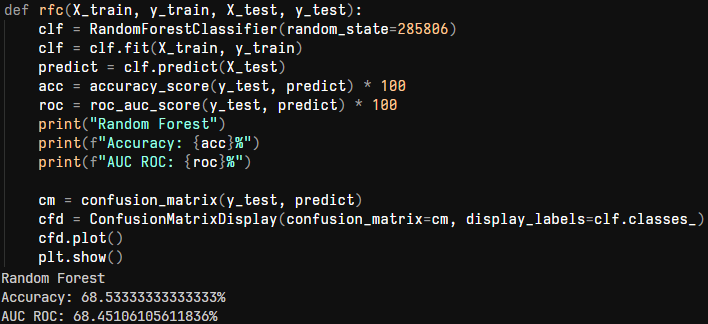 def rfc(X_train, y_train, X_test, y_test):
    clf = RandomForestClassifier(random_state=285806)
    clf = clf.fit(X_train, y_train)
    predict = clf.predict(X_test)
    acc = accuracy_score(y_test, predict) * 100
    roc = roc_auc_score(y_test, predict) * 100
    print("Random Forest")
    print(f"Accuracy: {acc}%")
    print(f"AUC ROC: {roc}%")

    cm = confusion_matrix(y_test, predict)
    cfd = ConfusionMatrixDisplay(confusion_matrix=cm, display_labels=clf.classes_)
    cfd.plot()
    plt.show()
Random Forest
Accuracy: 68.53333333333333%
AUC ROC: 68.45106105611836%